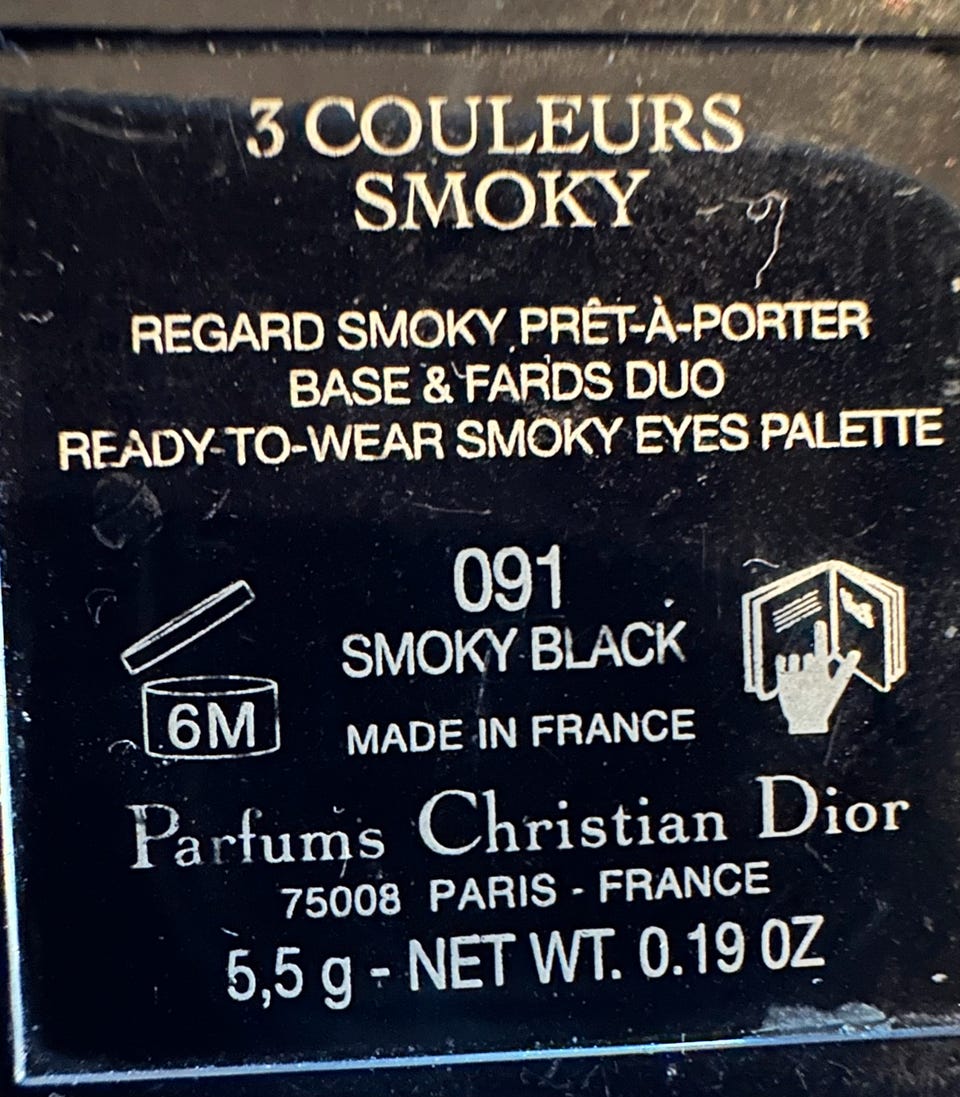 3 COULEURS
SMOKY
REGARD SMOKY PRÊT-À-PORTER
BASE & FARDS DUO
READY-TO-WEAR SMOKY EYES PALETTE
091
SMOKY BLACK
6M
MADE IN FRANCE
Parfums Christian Dior
75008 PARIS - FRANCE
5,5 g - NET WT. 0.19 OZ